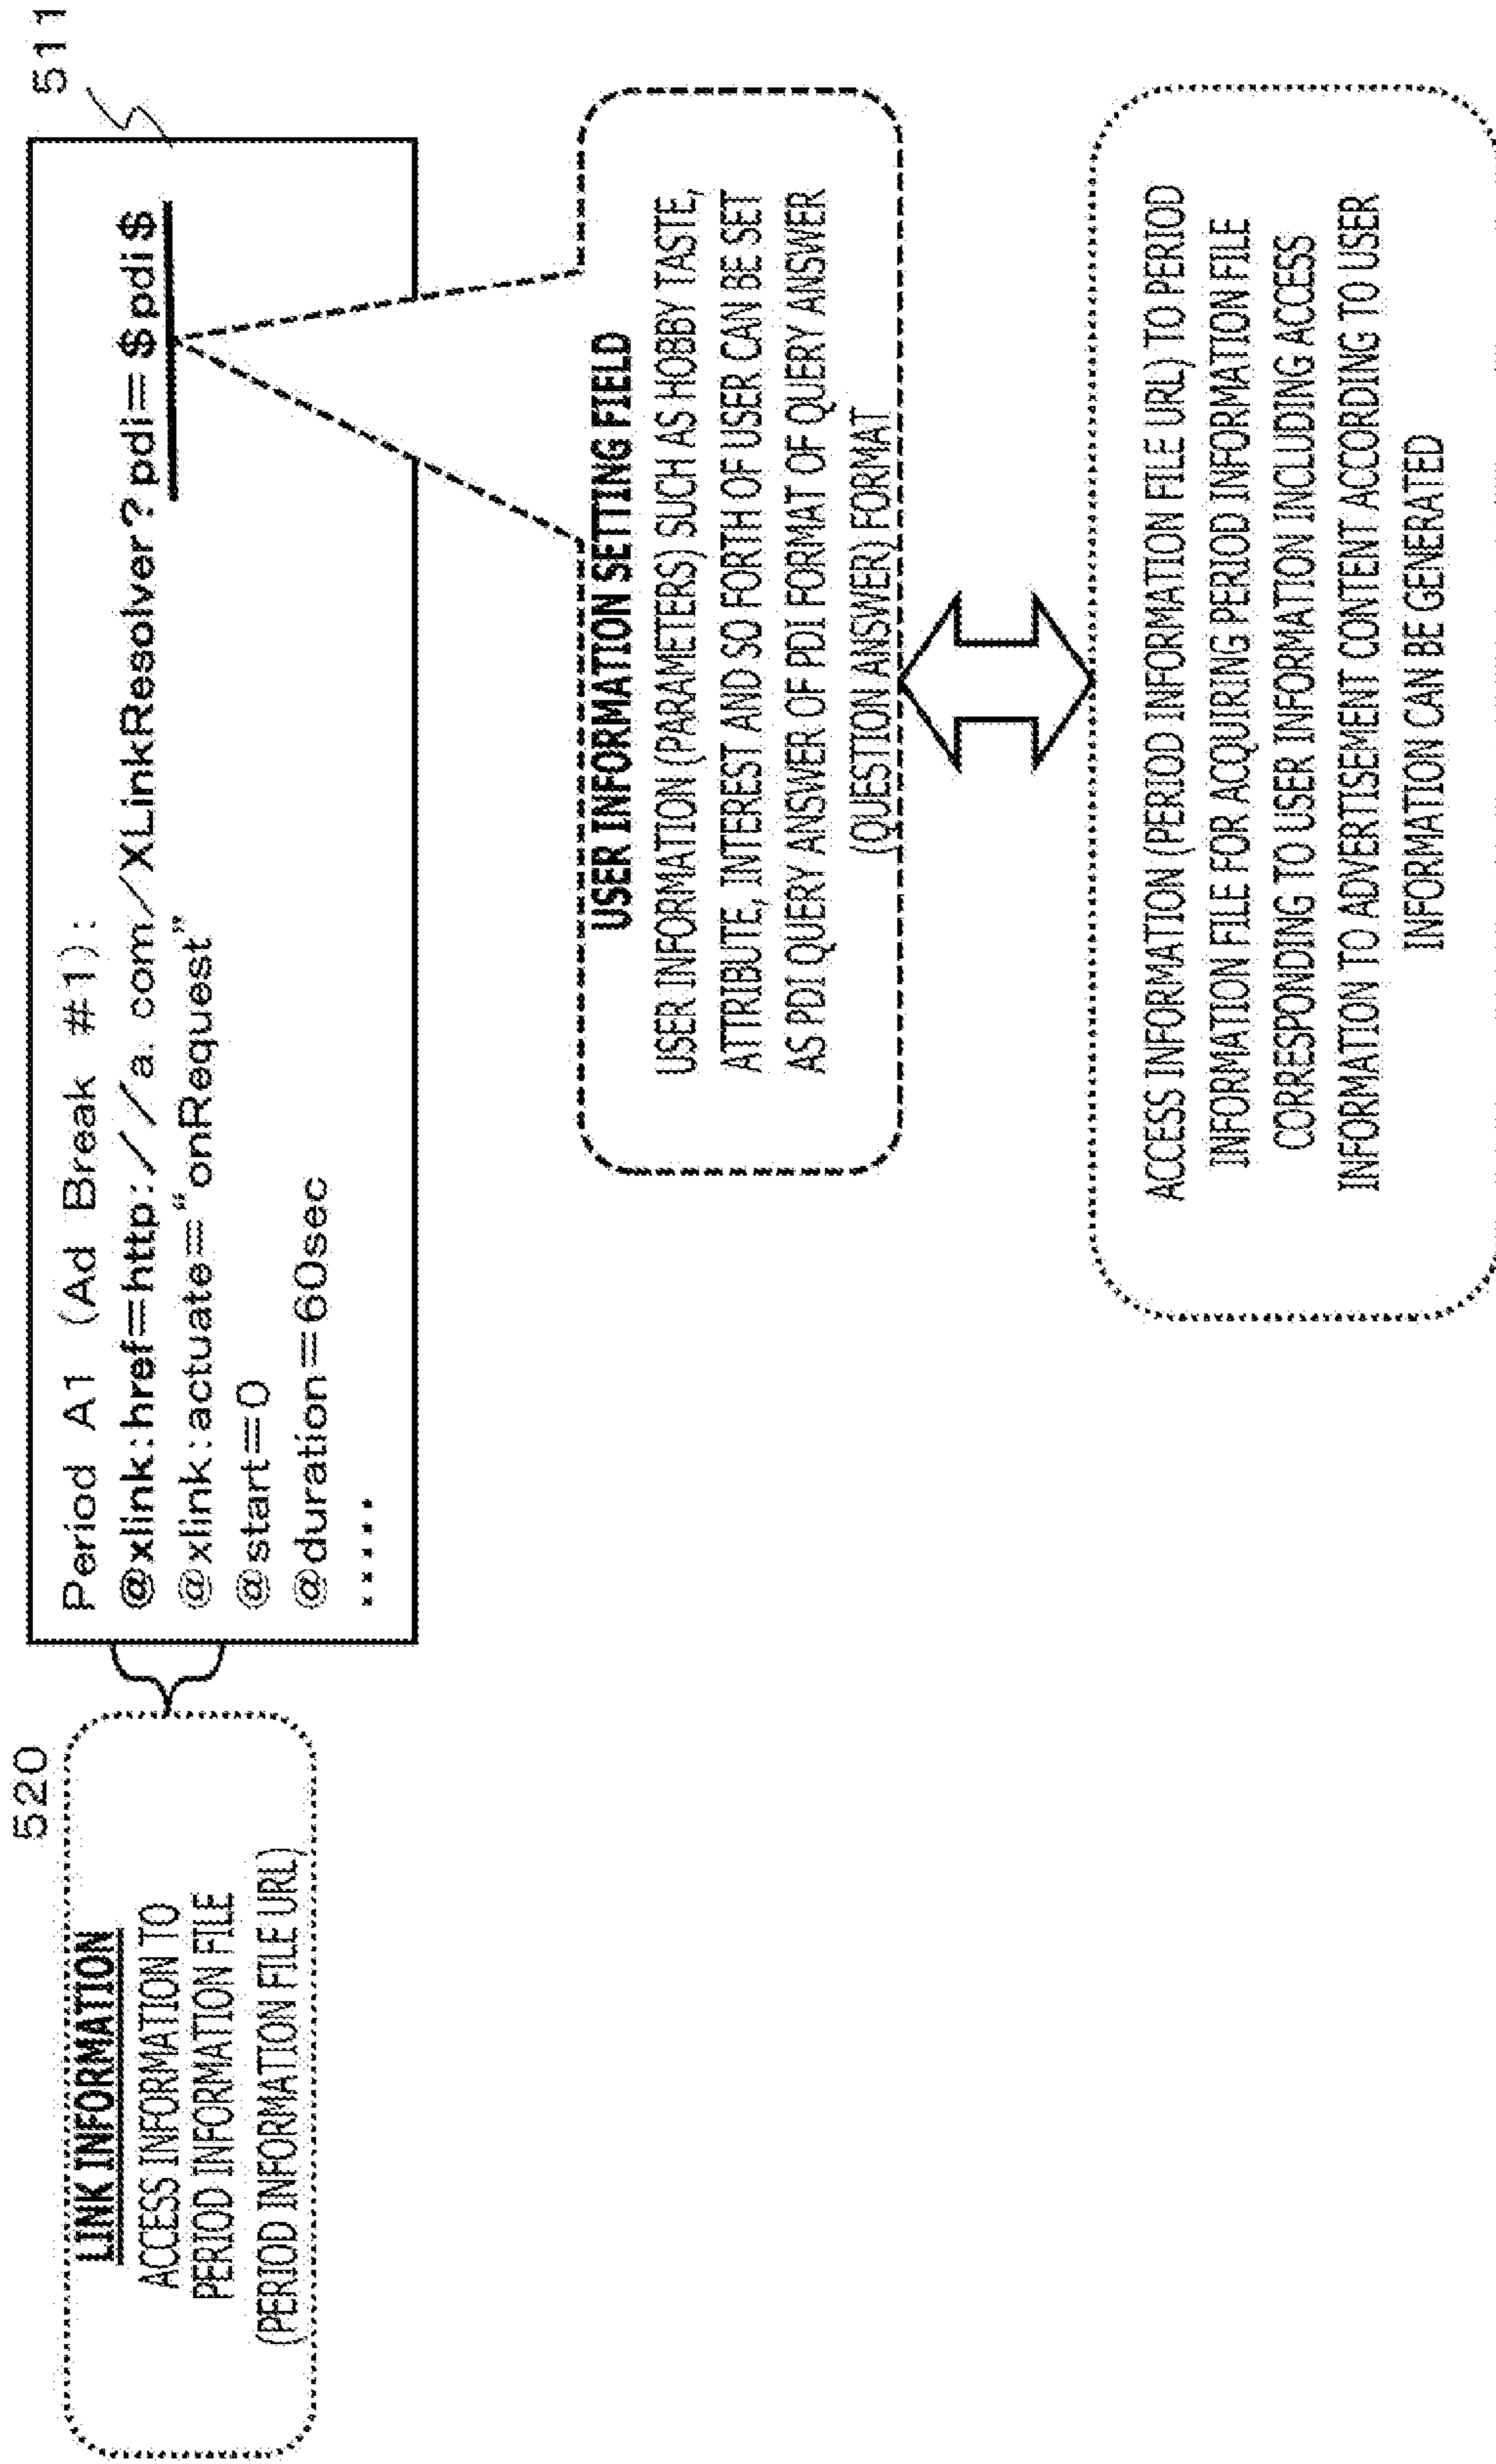 520
LINK INFORMATION
ACCESS INFORMATION TO
PERIOD INFORMATION FILE
(PERIOD INFORMATION FILE URL)
511
Period A1 (Ad Break #1):
@xlink:href=http://a.com/XLinkResolver?pdi=$pdi$
@xlink:actuate="onRequest"
@start=0
@duration=60sec
.....
USER INFORMATION SETTING FIELD
USER INFORMATION (PARAMETERS) SUCH AS HOBBY TASTE,
ATTRIBUTE, INTEREST AND SO FORTH OF USER CAN BE SET
AS PDI QUERY ANSWER OF PDI FORMAT OF QUERY ANSWER
(QUESTION ANSWER) FORMAT
ACCESS INFORMATION (PERIOD INFORMATION FILE URL) TO PERIOD
INFORMATION FILE FOR ACQUIRING PERIOD INFORMATION FILE
CORRESPONDING TO USER INFORMATION INCLUDING ACCESS
INFORMATION TO ADVERTISEMENT CONTENT ACCORDING TO USER
INFORMATION CAN BE GENERATED